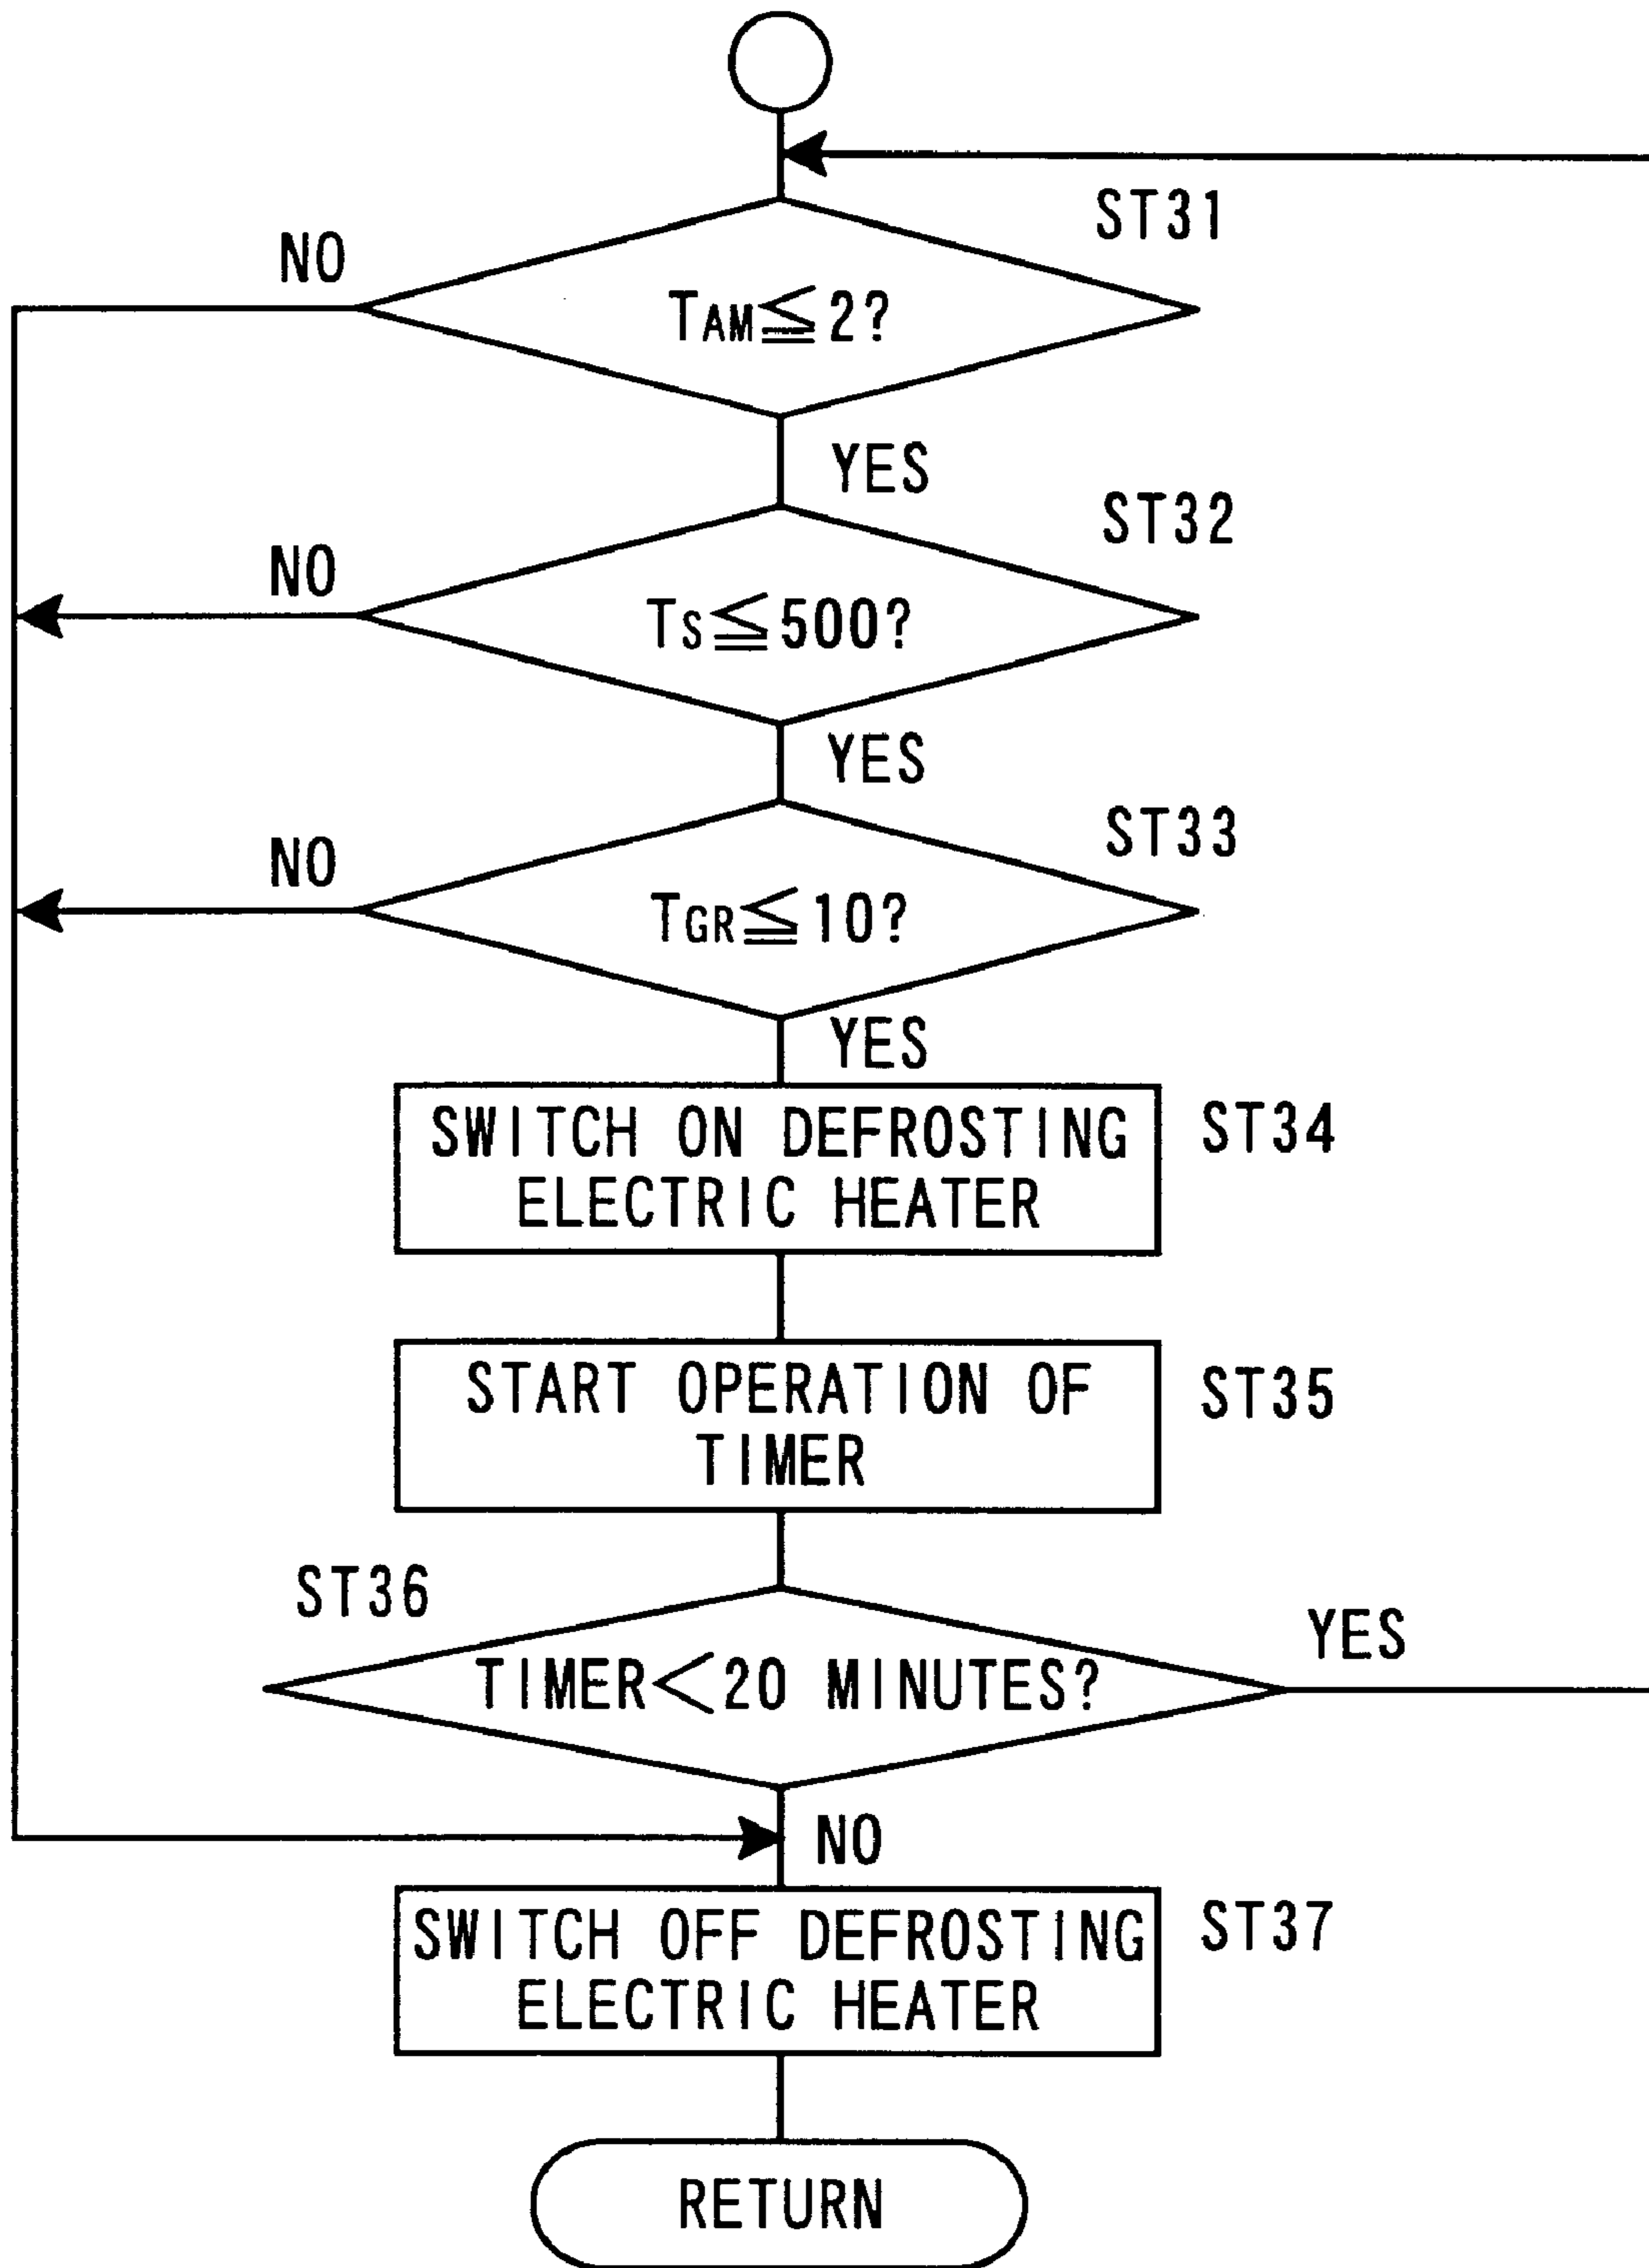 ST31
NO
TAM≦2?
YES
ST32
NO
TS≦500?
YES
ST33
NO
TGR≦10?
YES
SWITCH ON DEFROSTING
ELECTRIC HEATER
ST34
START OPERATION OF
TIMER
ST35
ST36
YES
TIMER<20 MINUTES?
NO
SWITCH OFF DEFROSTING
ELECTRIC HEATER
ST37
RETURN